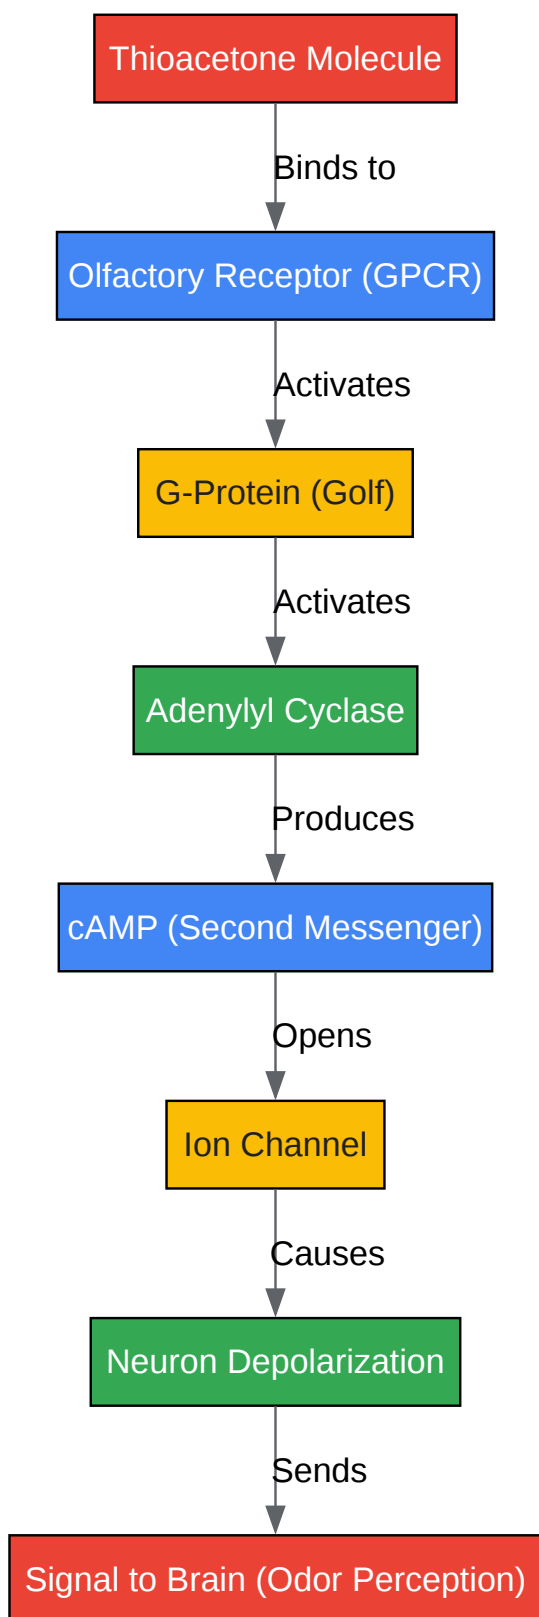 Thioacetone Molecule
Binds to
Olfactory Receptor (GPCR)
Activates
G-Protein (Golf)
Activates
Adenylyl Cyclase
Produces
cAMP (Second Messenger)
Opens
Ion Channel
Causes
Neuron Depolarization
Sends
Signal to Brain (Odor Perception)